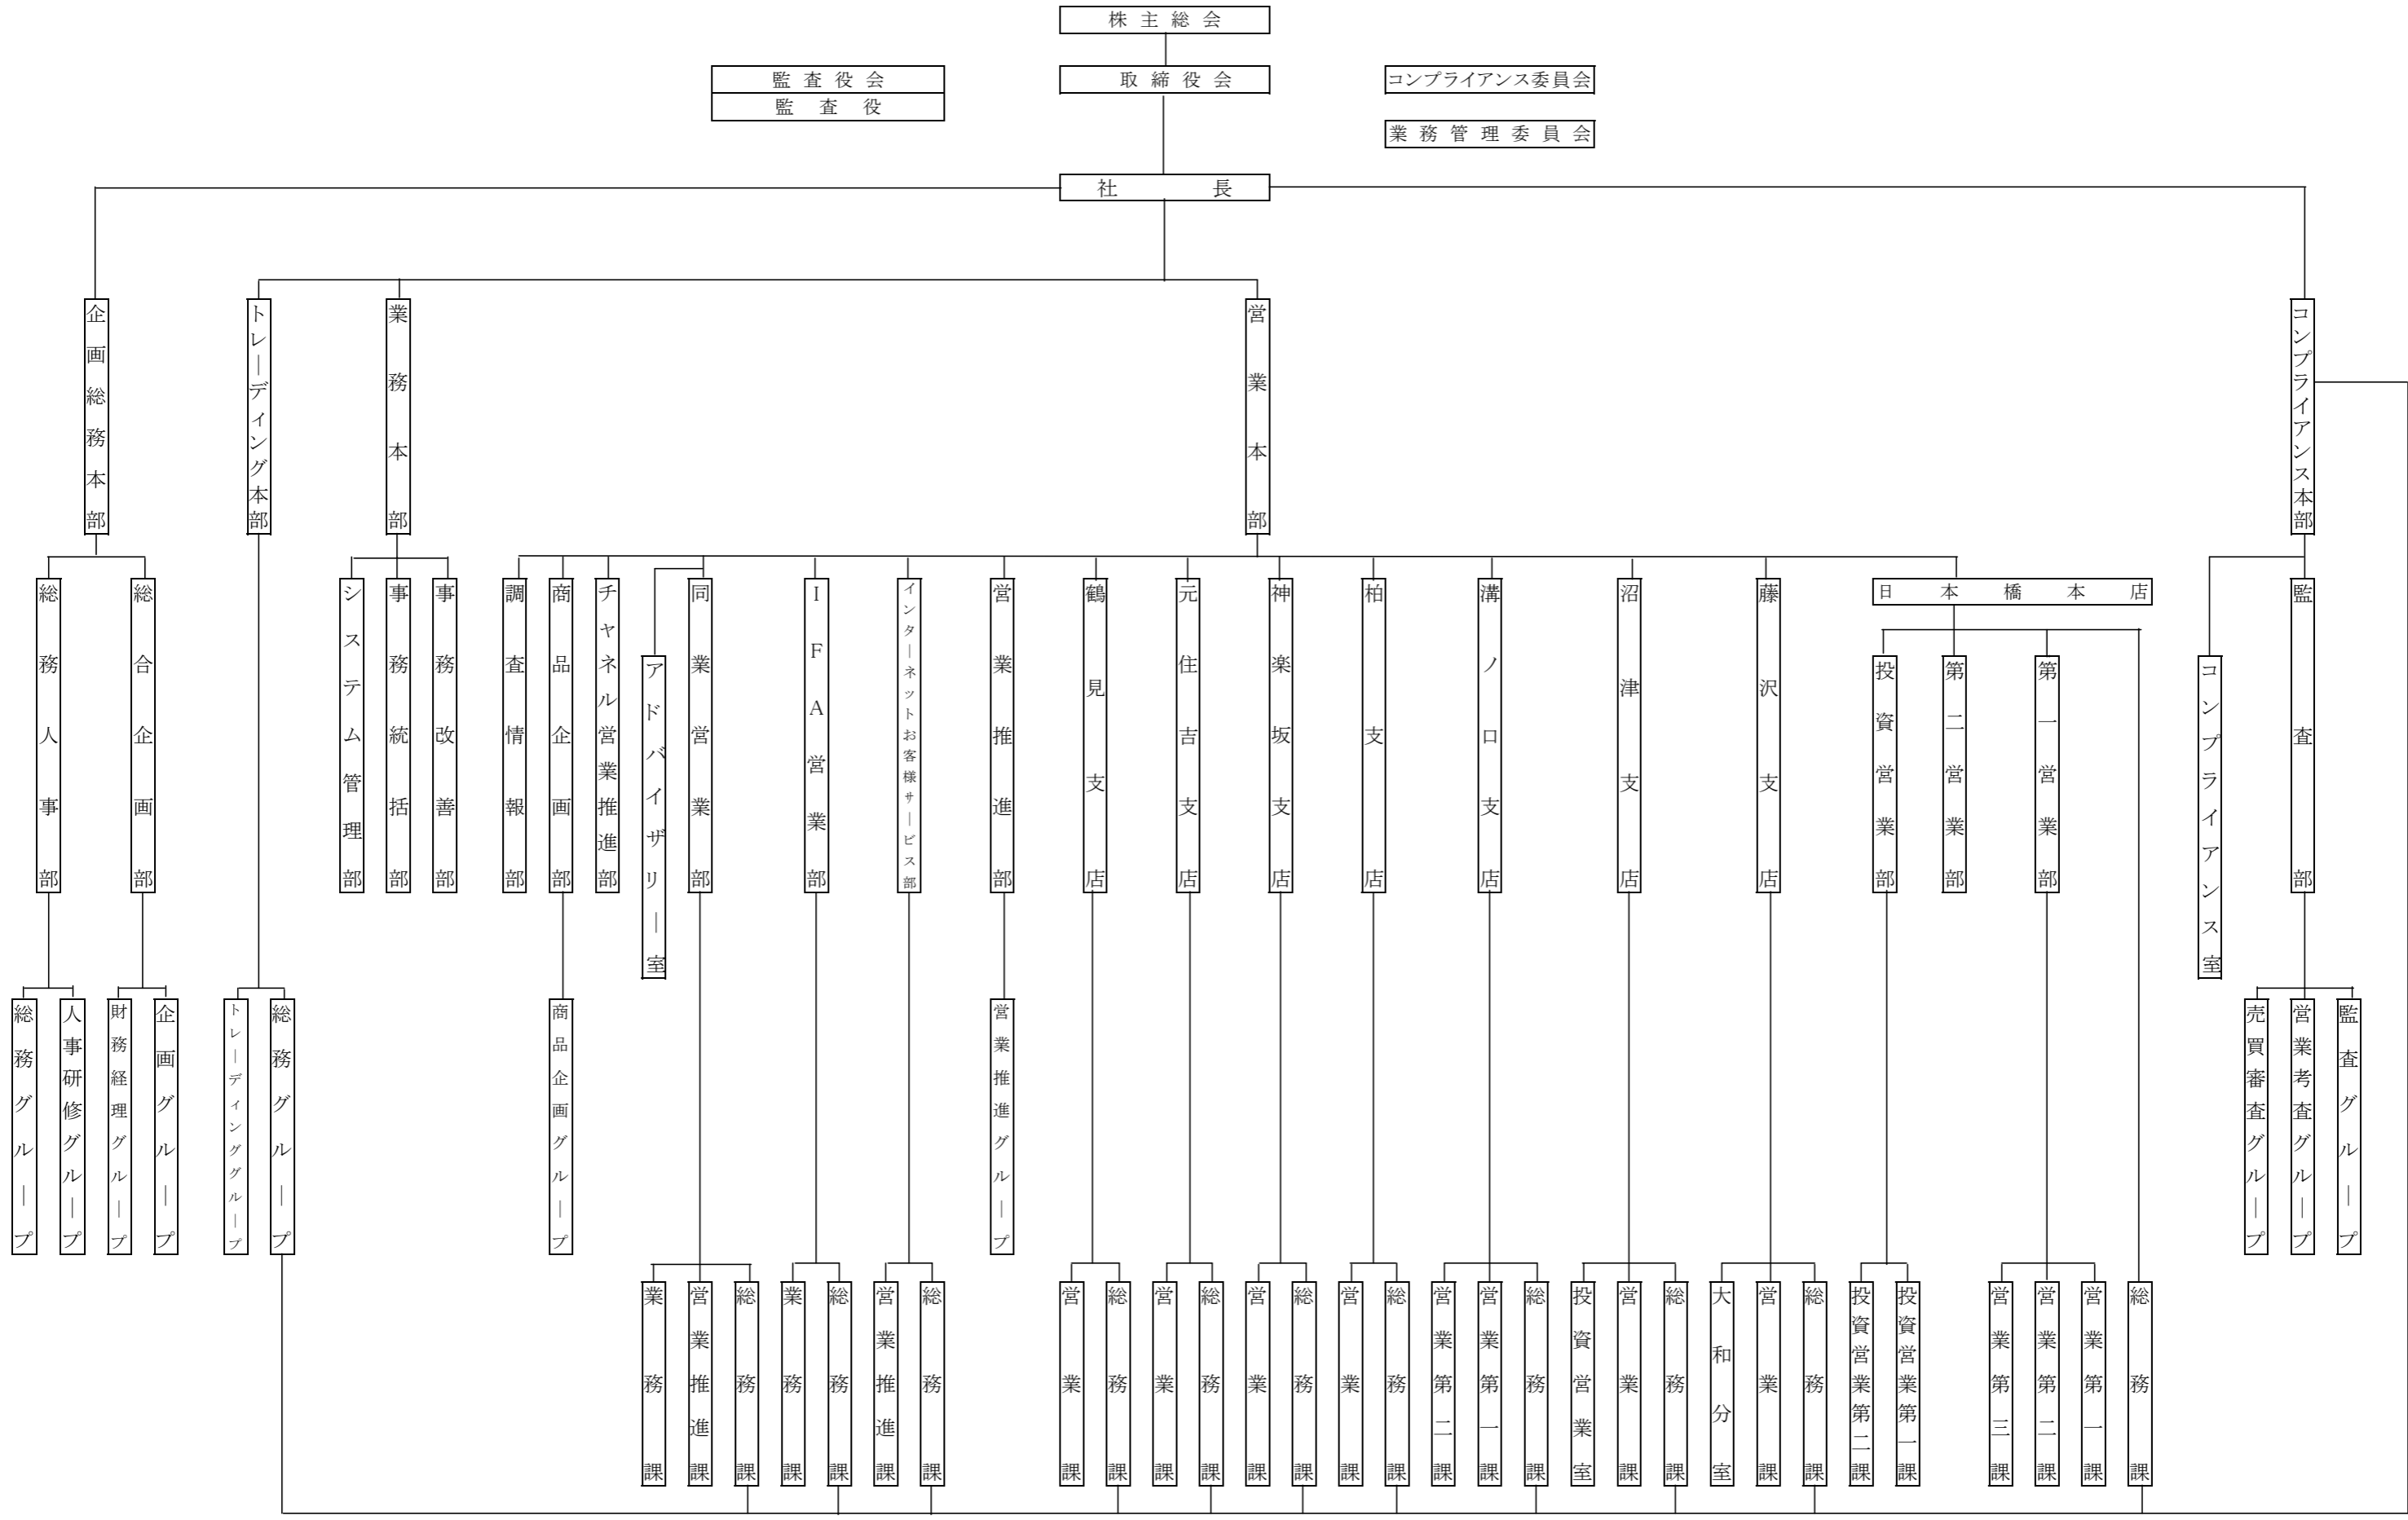 株主総会
監査役会
取締役会
コンプライアンス委員会
監査役
業務管理委員会
社長
企画総務本部
トレーディング本部
業務本部
営業本部
コンプライアンス本部
総務人事部
総合企画部
システム管理部
事務統括部
事務改善部
調査情報部
商品企画部
チャネル営業推進部
アドバイザリー室
同業営業部
IFA営業部
インターネットお客様サービス部
営業推進部
鶴見支店
元住吉支店
神楽坂支店
柏支店
溝ノ口支店
沼津支店
藤沢支店
日本橋本店
投資営業部
第二営業部
第一営業部
コンプライアンス室
監査部
総務グループ
人事研修グループ
財務経理グループ
企画グループ
トレーディンググループ
総務グループ
商品企画グループ
営業推進グループ
売買審査グループ
営業考査グループ
監査グループ
業務課
営業推進課
総務課
業務課
総務課
営業推進課
総務課
営業課
総務課
営業課
総務課
営業課
総務課
営業課
総務課
営業第二課
営業第一課
総務課
投資営業室
営業課
総務課
大和分室
営業課
総務課
投資営業第二課
投資営業第一課
営業第三課
営業第二課
営業第一課
総務課